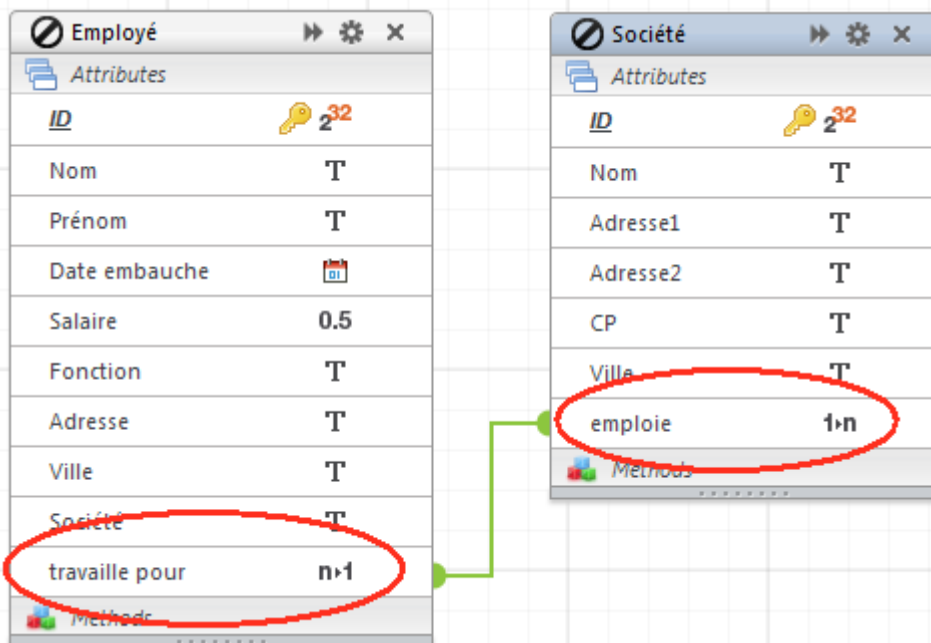 Employé
Attributes
ID 2³²
Nom T
Prénom T
Date embauche 01
Salaire 0.5
Fonction T
Adresse T
Ville T
Société T
travaille pour n▸1
Methods
Société
Attributes
ID 2³²
Nom T
Adresse1 T
Adresse2 T
CP T
Ville T
emploie 1▸n
Methods